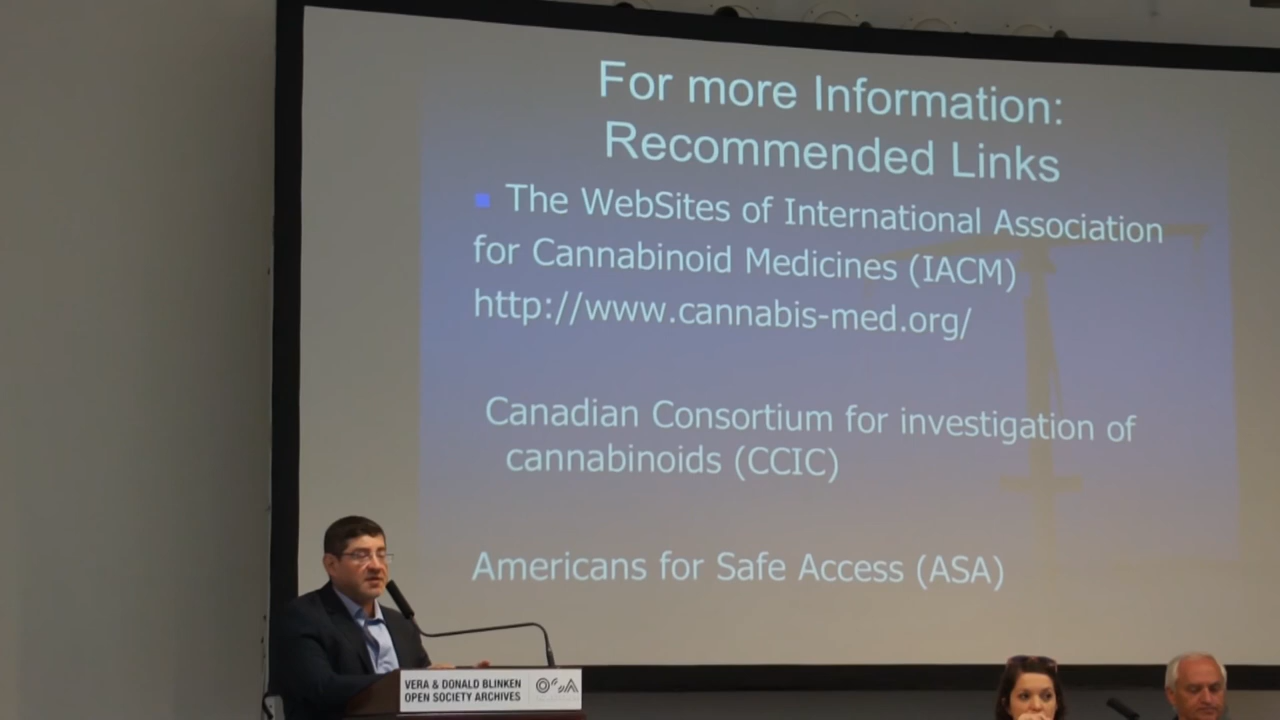 For more Information:
Recommended Links
The WebSites of International Association
for Cannabinoid Medicines (IACM)
http://www.cannabis-med.org/
Canadian Consortium for investigation of
cannabinoids (CCIC)
Americans for Safe Access (ASA)
VERA & DONALD BLINKEN
OPEN SOCIETY ARCHIVES